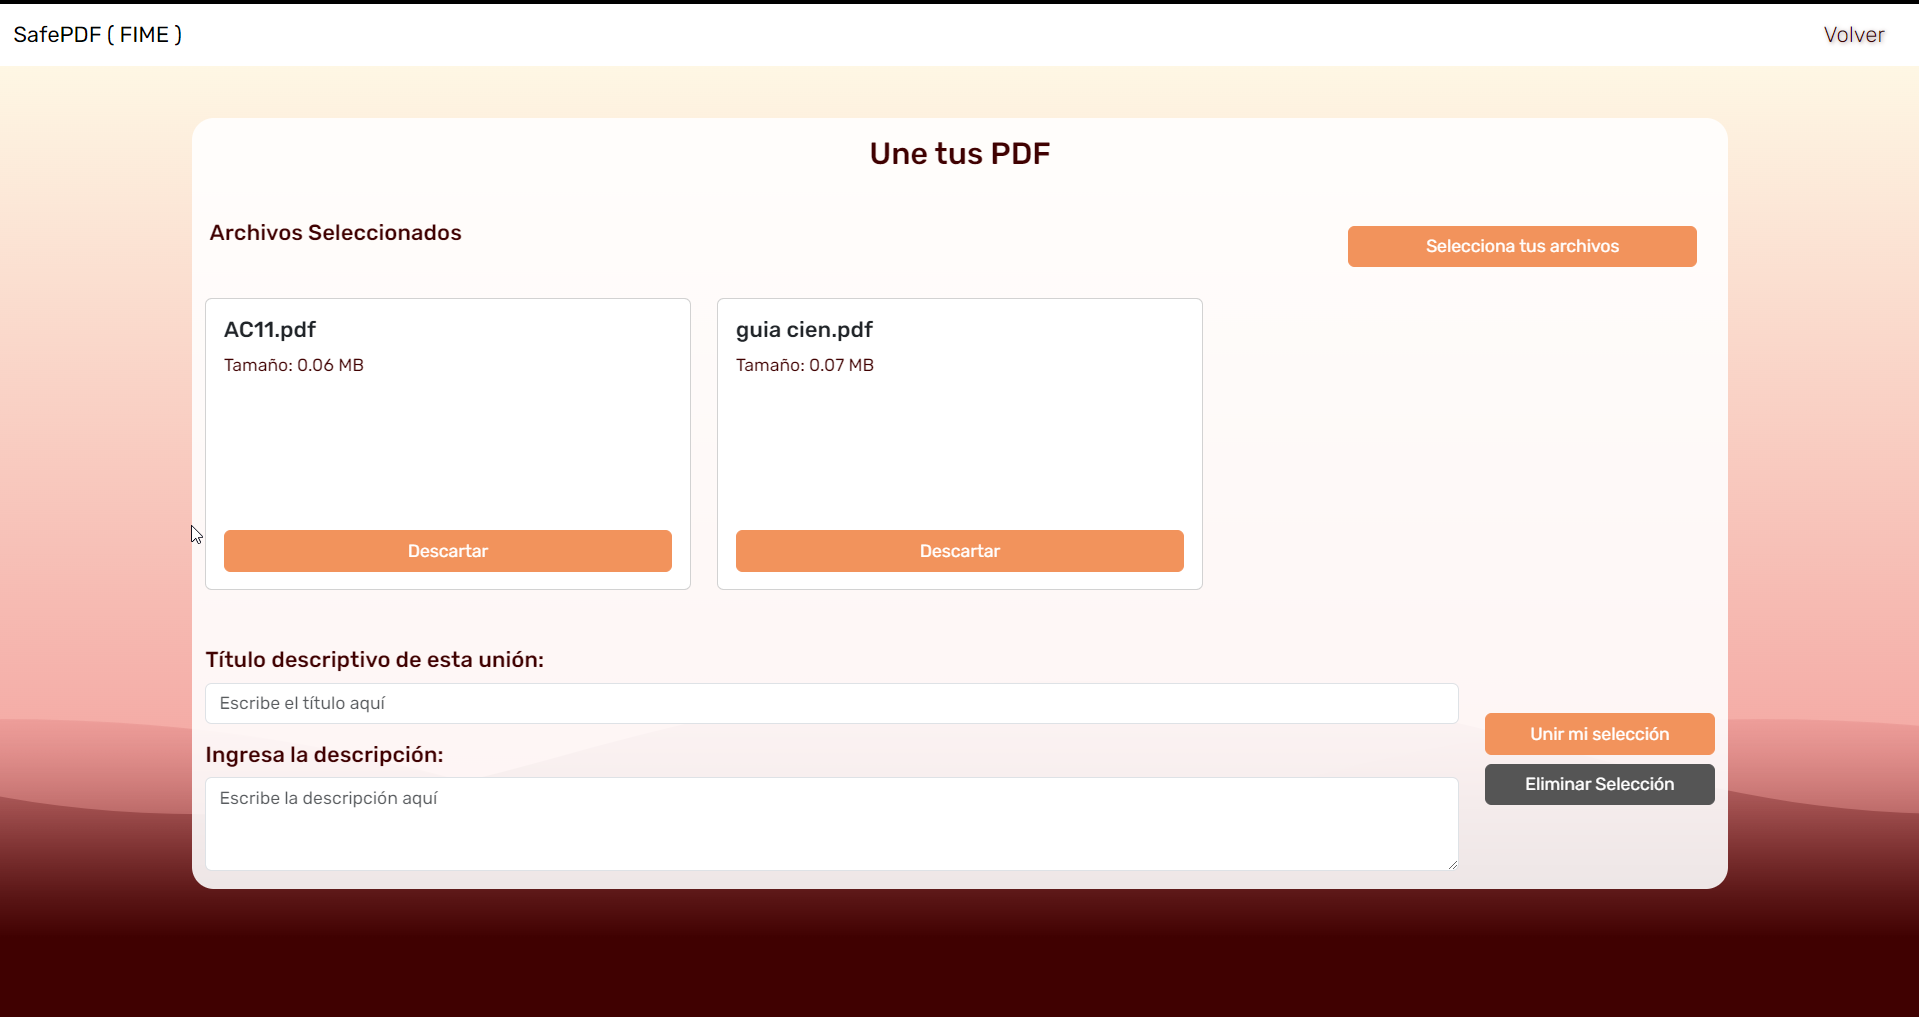 SafePDF ( FIME )
Volver
Une tus PDF
Archivos Seleccionados
Selecciona tus archivos
AC11.pdf
Tamaño: 0.06 MB
Descartar
guia cien.pdf
Tamaño: 0.07 MB
Descartar
Título descriptivo de esta unión:
Escribe el título aquí
Ingresa la descripción:
Escribe la descripción aquí
Unir mi selección
Eliminar Selección